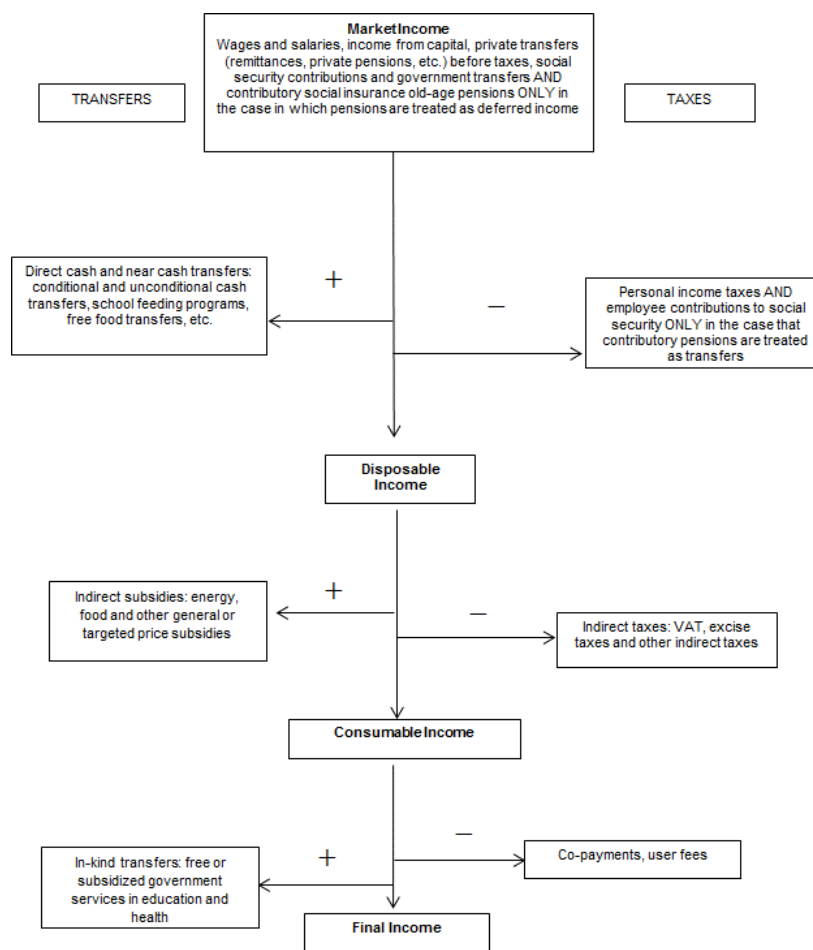 Market Income
Wages and salaries, income from capital, private transfers
(remittances, private pensions, etc.) before taxes, social
security contributions and government transfers AND
contributory social insurance old-age pensions ONLY in
the case in which pensions are treated as deferred income
TRANSFERS
TAXES
+
Direct cash and near cash transfers:
conditional and unconditional cash
transfers, school feeding programs,
free food transfers, etc.
−
Personal income taxes AND
employee contributions to social
security ONLY in the case that
contributory pensions are treated
as transfers
Disposable
Income
+
Indirect subsidies: energy,
food and other general or
targeted price subsidies
−
Indirect taxes: VAT, excise
taxes and other indirect taxes
Consumable Income
+
In-kind transfers: free or
subsidized government
services in education and
health
−
Co-payments, user fees
Final Income